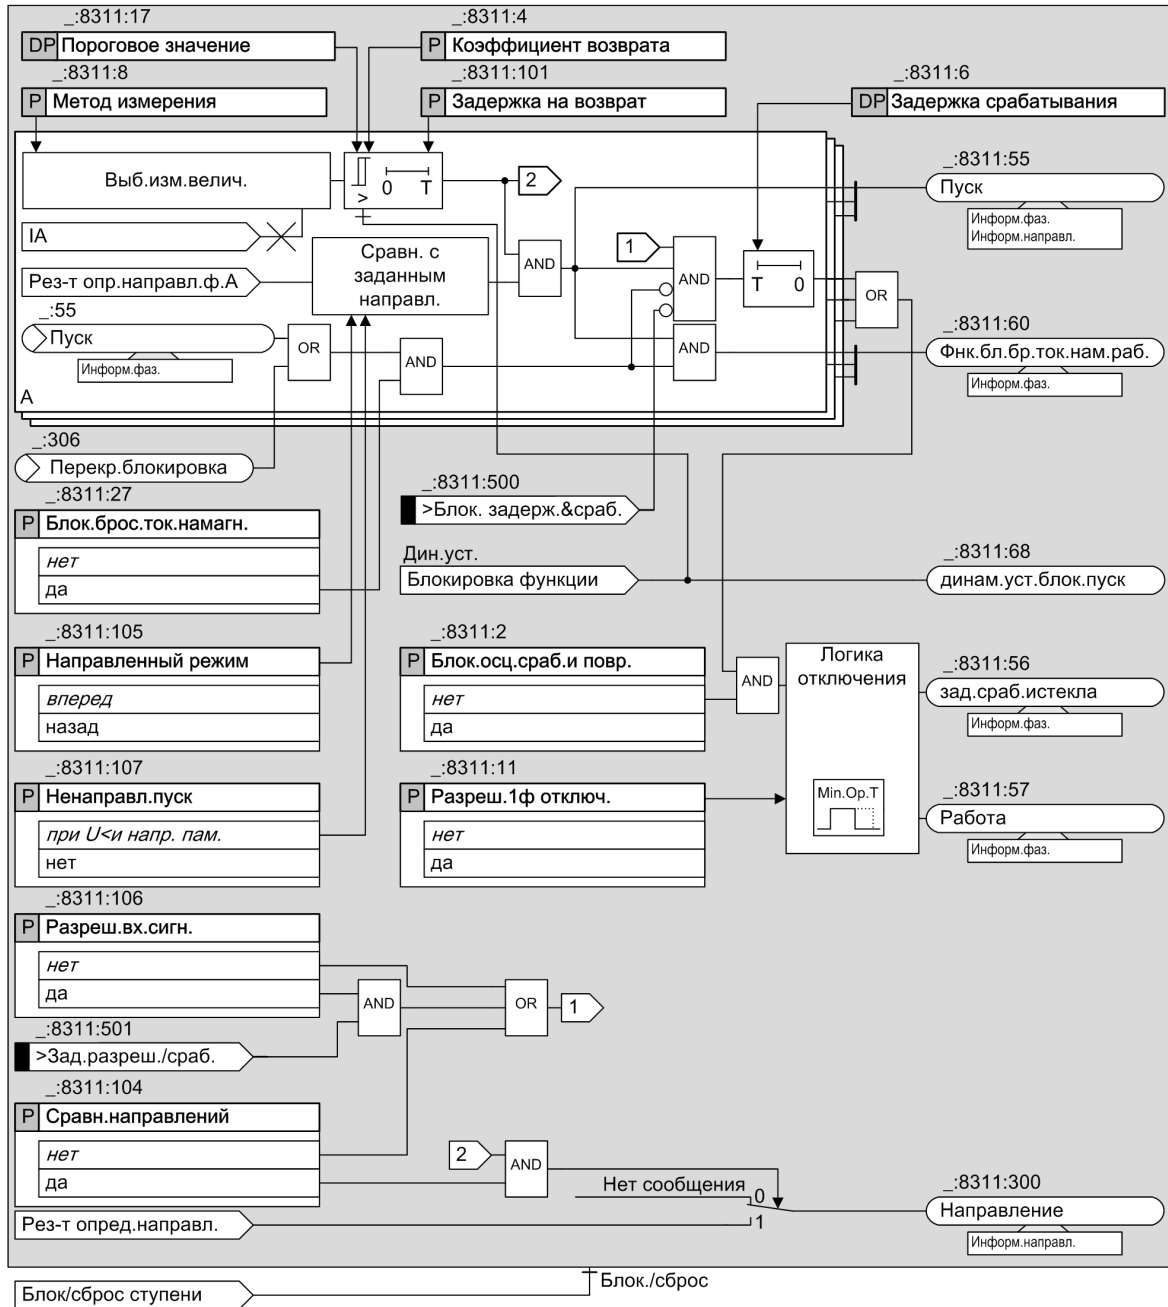 _:8311:17
DP Пороговое значение
_:8311:4
P Коэффициент возврата
_:8311:8
P Метод измерения
_:8311:101
P Задержка на возврат
_:8311:6
DP Задержка срабатывания
Выб.изм.велич.
>
0 T
2
_:8311:55
Пуск
Информ.фаз.
Информ.направл.
IA
Рез-т опр.направл.ф.А
Сравн. с
заданным
направл.
AND
1
AND
T 0
OR
_:55
Пуск
Информ.фаз.
OR
AND
AND
_:8311:60
Фнк.бл.бр.ток.нам.раб.
Информ.фаз.
A
_:306
Перекр.блокировка
_:8311:27
P Блок.брос.ток.намагн.
нет
да
_:8311:500
>Блок. задерж.&сраб.
Дин.уст.
Блокировка функции
_:8311:68
динам.уст.блок.пуск
_:8311:105
P Направленный режим
вперед
назад
_:8311:2
P Блок.осц.сраб.и повр.
нет
да
AND
Логика
отключения
_:8311:56
зад.сраб.истекла
Информ.фаз.
_:8311:107
P Ненаправл.пуск
при U<и напр. пам.
нет
_:8311:11
P Разреш.1ф отключ.
нет
да
Min.Op.T
_:8311:57
Работа
Информ.фаз.
_:8311:106
P Разреш.вх.сигн.
нет
да
AND
OR
1
_:8311:501
>Зад.разреш./сраб.
_:8311:104
P Сравн.направлений
нет
да
2
AND
Нет сообщения
0
1
Рез-т опред.направл.
_:8311:300
Направление
Информ.направл.
Блок/сброс ступени
Блок./сброс